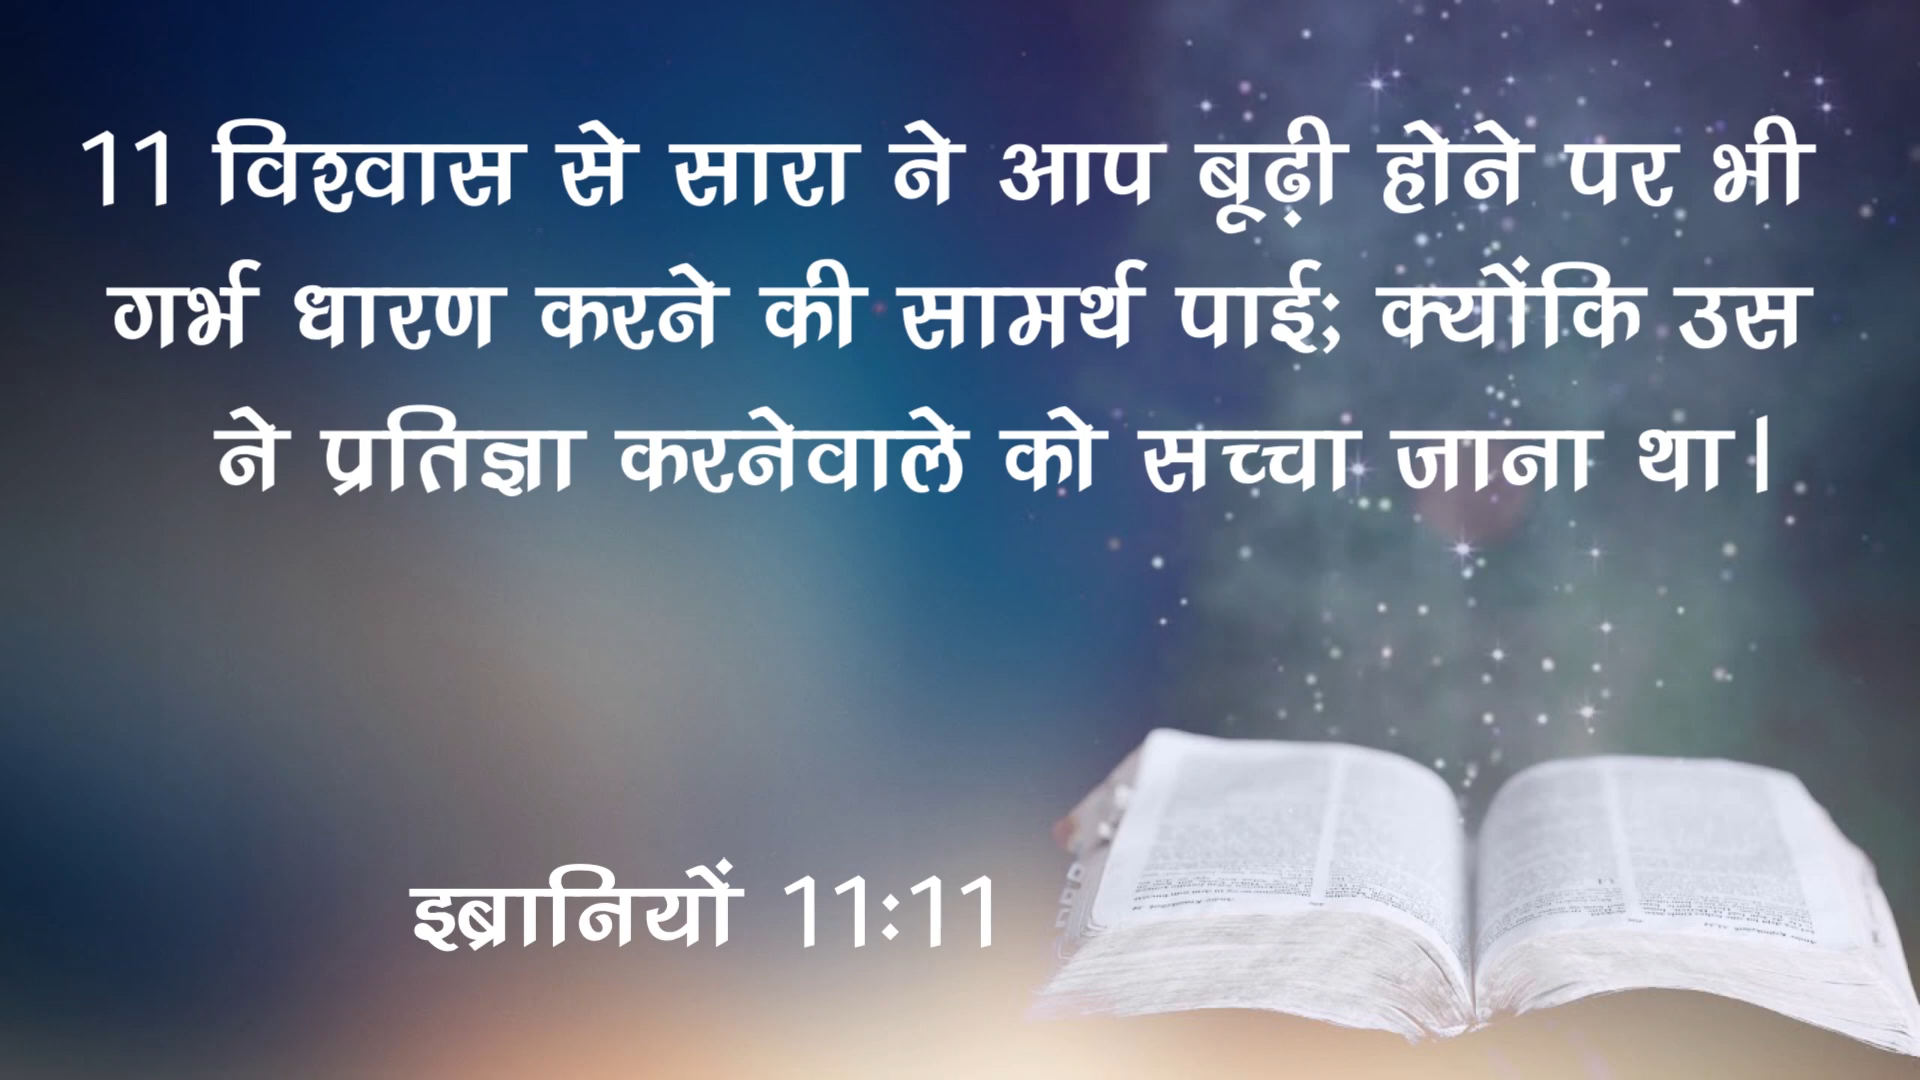 11 विश्वास से सारा ने आप बूढ़ी होने पर भी
गर्भ धारण करने की सामर्थ पाई; क्योंकि उस
ने प्रतिज्ञा करनेवाले को सच्चा जाना था।
इब्रानियों 11:11